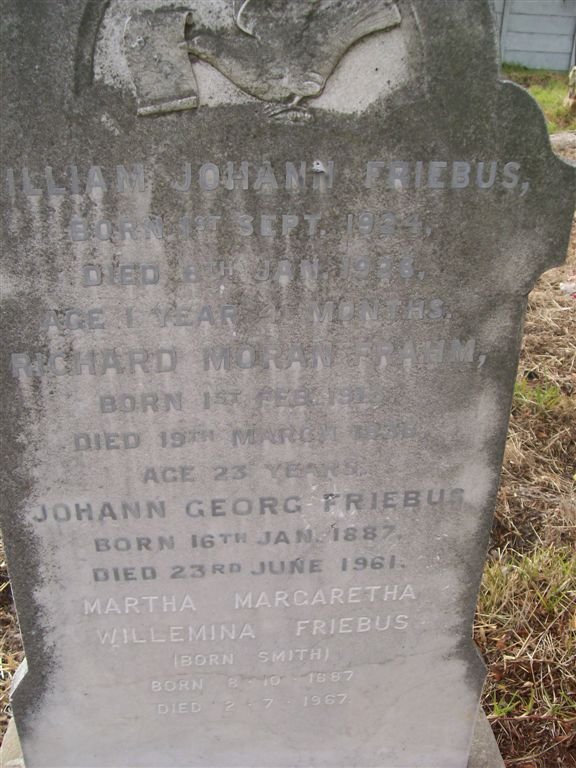 ILLIAM JOHANN FRIEBUS,
BORN 1ST SEPT. 1924,
DIED 8TH JAN.
AGE 1 YEAR MONTHS.
RICHARD MORAN FRAHM,
BORN 1ST FEB.
DIED 19TH MARCH
AGE 23 YEARS.
JOHANN GEORG FRIEBUS
BORN 16TH JAN. 1887,
DIED 23RD JUNE 1961.
MARTHA MARGARETHA
WILLEMINA FRIEBUS
(BORN SMITH)
BORN 8·10·1887
DIED 2·7·1967